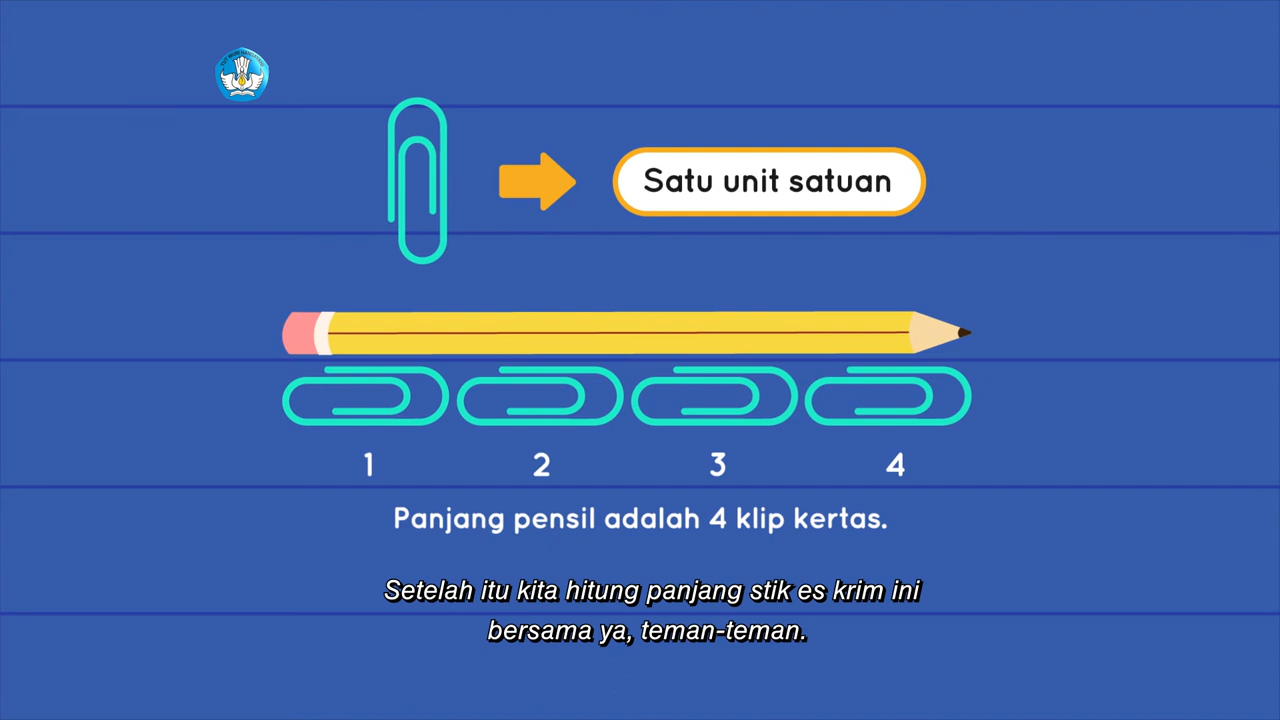 Satu unit satuan
1 2 3 4
Panjang pensil adalah 4 klip kertas.
Setelah itu kita hitung panjang stik es krim ini
bersama ya, teman-teman.